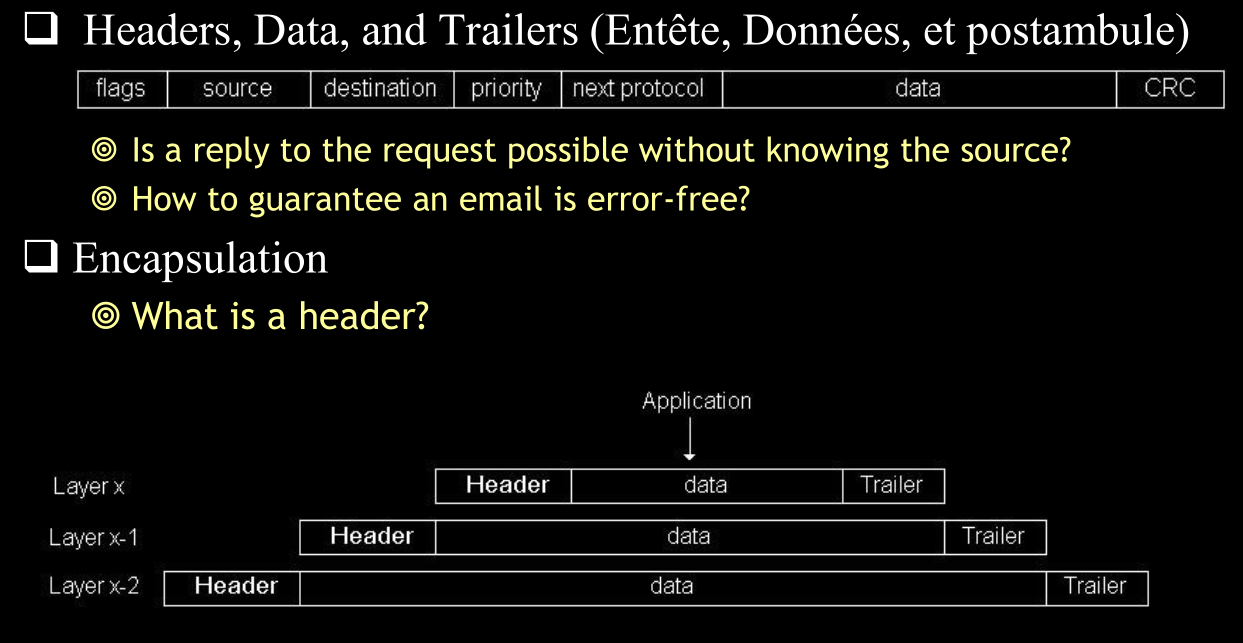 Headers, Data, and Trailers (Entête, Données, et postambule)
flags source destination priority next protocol data CRC
Is a reply to the request possible without knowing the source?
How to guarantee an email is error-free?
Encapsulation
What is a header?
Application
Layer x Header data Trailer
Layer x-1 Header data Trailer
Layer x-2 Header data Trailer